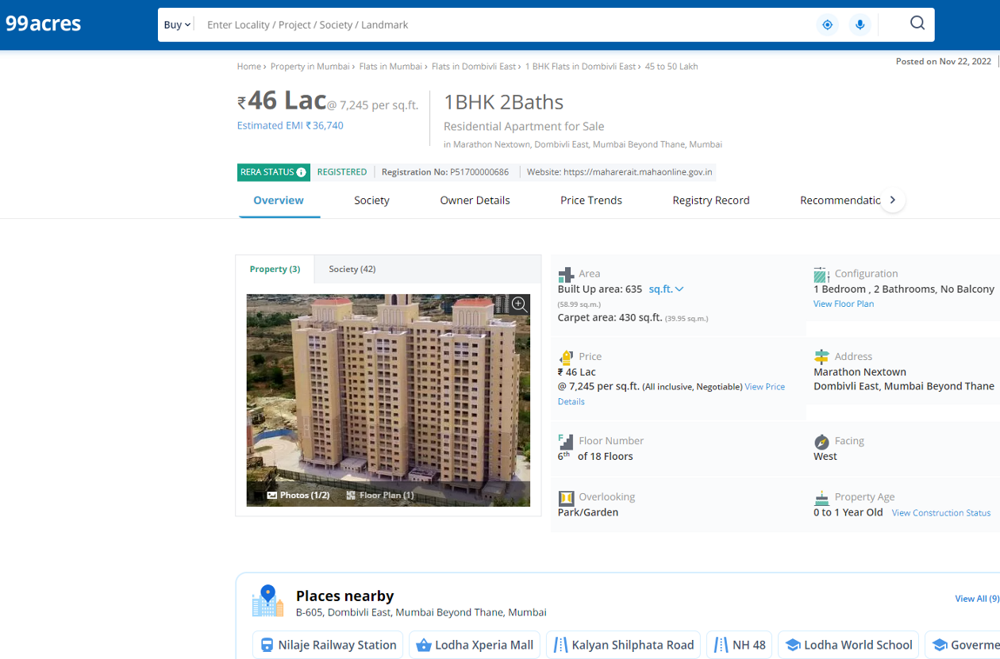 99acres
Buy
Enter Locality / Project / Society / Landmark
Home › Property in Mumbai › Flats in Mumbai › Flats in Dombivli East › 1 BHK Flats in Dombivli East › 45 to 50 Lakh
Posted on Nov 22, 2022
₹46 Lac @ 7,245 per sq.ft.
Estimated EMI ₹36,740
1BHK 2Baths
Residential Apartment for Sale
in Marathon Nextown, Dombivli East, Mumbai Beyond Thane, Mumbai
RERA STATUS REGISTERED Registration No: P51700000686 Website: https://maharerait.mahaonline.gov.in
Overview Society Owner Details Price Trends Registry Record Recommendatio
Property (3) Society (42)
Photos (1/2) Floor Plan (1)
Area
Built Up area: 635 sq.ft.
(58.99 sq.m.)
Carpet area: 430 sq.ft. (39.95 sq.m.)
Configuration
1 Bedroom , 2 Bathrooms, No Balcony
View Floor Plan
Price
₹ 46 Lac
@ 7,245 per sq.ft. (All inclusive, Negotiable) View Price
Details
Address
Marathon Nextown
Dombivli East, Mumbai Beyond Thane
Floor Number
6th of 18 Floors
Facing
West
Overlooking
Park/Garden
Property Age
0 to 1 Year Old View Construction Status
Places nearby
B-605, Dombivli East, Mumbai Beyond Thane, Mumbai
View All (9)
Nilaje Railway Station Lodha Xperia Mall Kalyan Shilphata Road NH 48 Lodha World School Governme